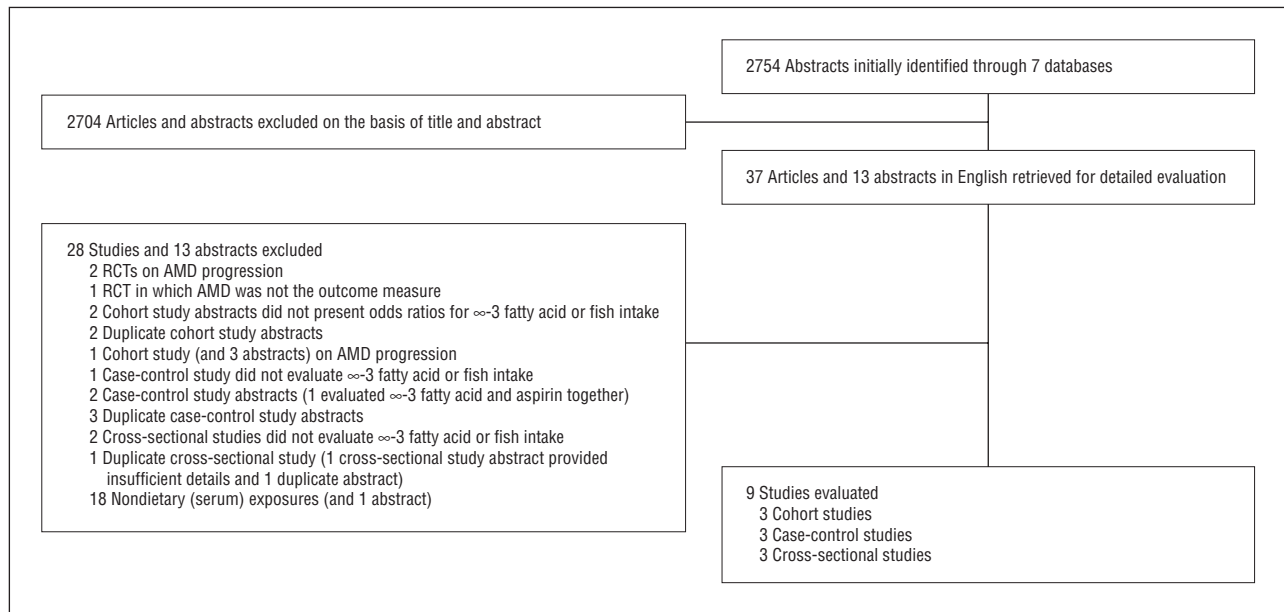 2754 Abstracts initially identified through 7 databases
2704 Articles and abstracts excluded on the basis of title and abstract
37 Articles and 13 abstracts in English retrieved for detailed evaluation
28 Studies and 13 abstracts excluded
2 RCTs on AMD progression
1 RCT in which AMD was not the outcome measure
2 Cohort study abstracts did not present odds ratios for ∞-3 fatty acid or fish intake
2 Duplicate cohort study abstracts
1 Cohort study (and 3 abstracts) on AMD progression
1 Case-control study did not evaluate ∞-3 fatty acid or fish intake
2 Case-control study abstracts (1 evaluated ∞-3 fatty acid and aspirin together)
3 Duplicate case-control study abstracts
2 Cross-sectional studies did not evaluate ∞-3 fatty acid or fish intake
1 Duplicate cross-sectional study (1 cross-sectional study abstract provided
insufficient details and 1 duplicate abstract)
18 Nondietary (serum) exposures (and 1 abstract)
9 Studies evaluated
3 Cohort studies
3 Case-control studies
3 Cross-sectional studies